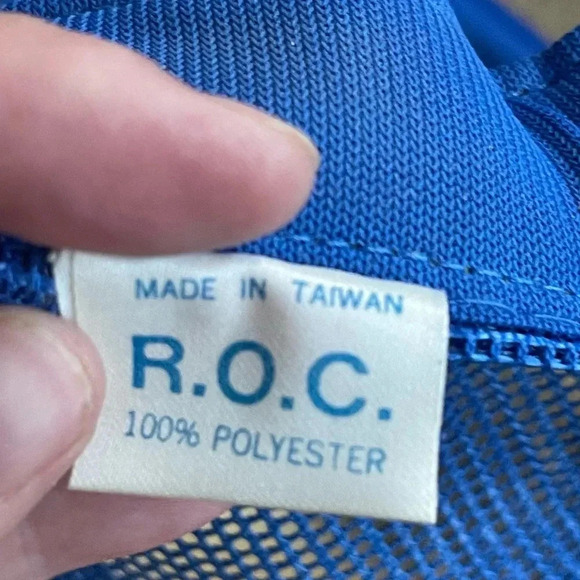 MADE IN TAIWAN
R.O.C.
100% POLYESTER